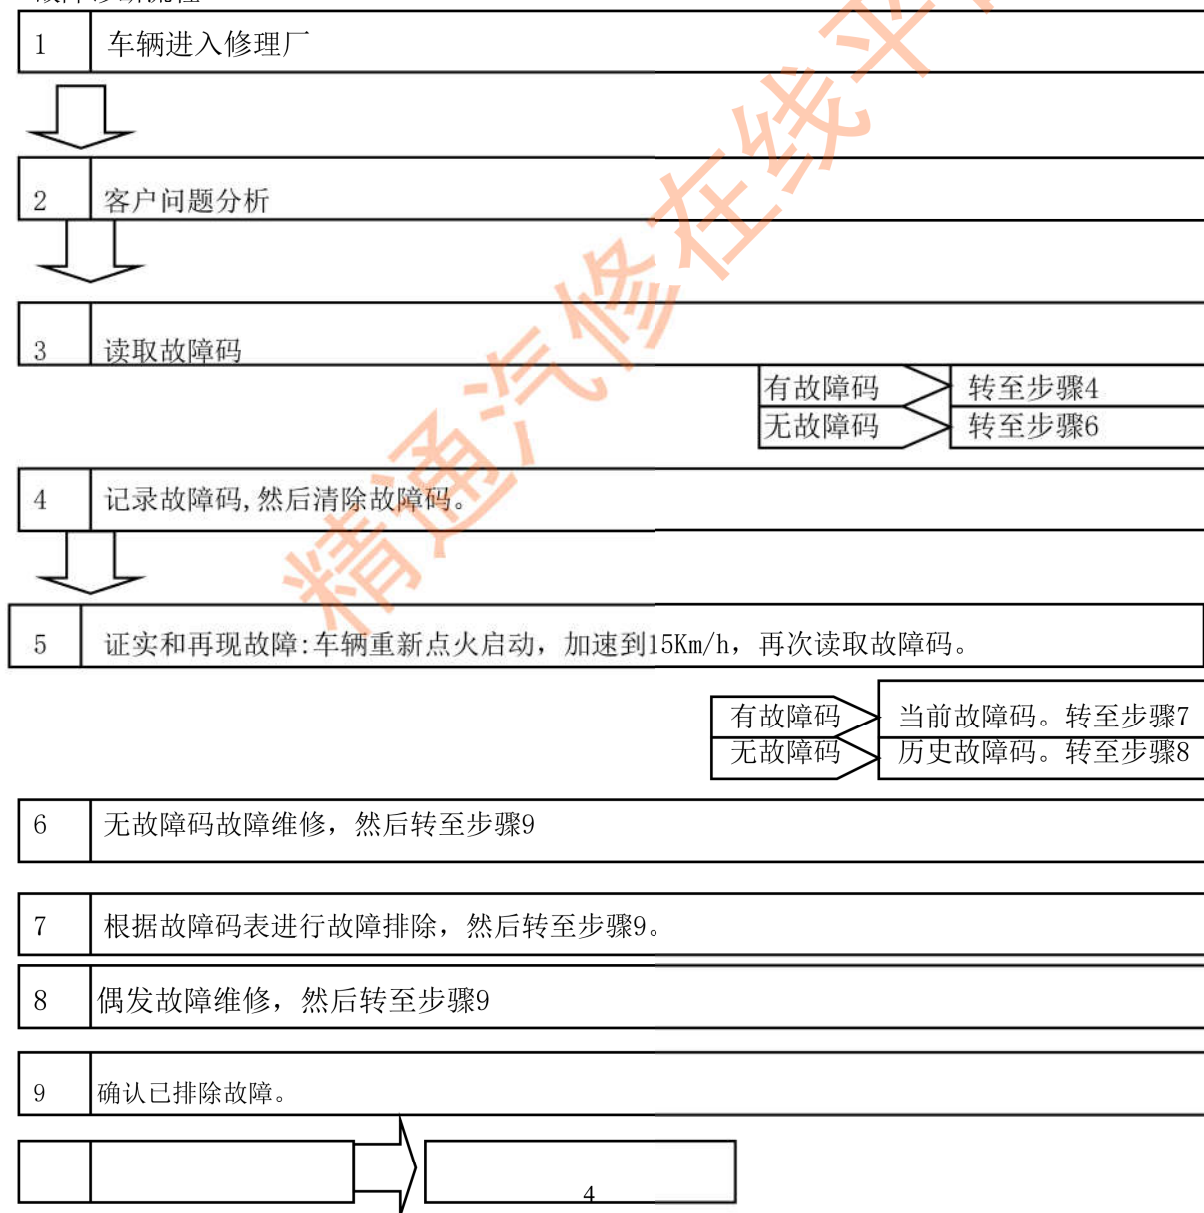 1 车辆进入修理厂
2 客户问题分析
3 读取故障码
有故障码 转至步骤4
无故障码 转至步骤6
4 记录故障码,然后清除故障码。
5 证实和再现故障:车辆重新点火启动，加速到15Km/h，再次读取故障码。
有故障码 当前故障码。转至步骤7
无故障码 历史故障码。转至步骤8
6 无故障码故障维修，然后转至步骤9
7 根据故障码表进行故障排除，然后转至步骤9。
8 偶发故障维修，然后转至步骤9
9 确认已排除故障。
4
精通汽修在线平